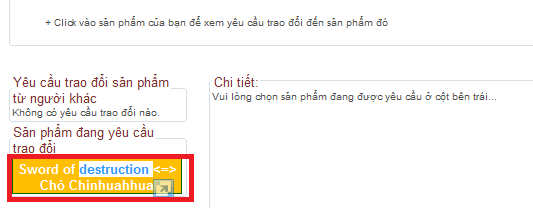 + Click vào sản phẩm của bạn để xem yêu cầu trao đổi đến sản phẩm đó
Yêu cầu trao đổi sản phẩm
từ người khác
Không có yêu cầu trao đổi nào.
Sản phẩm đang yêu cầu
trao đổi
Sword of destruction <=>
Chó Chinhuahhua
Chi tiết:
Vui lòng chọn sản phẩm đang được yêu cầu ở cột bên trái...